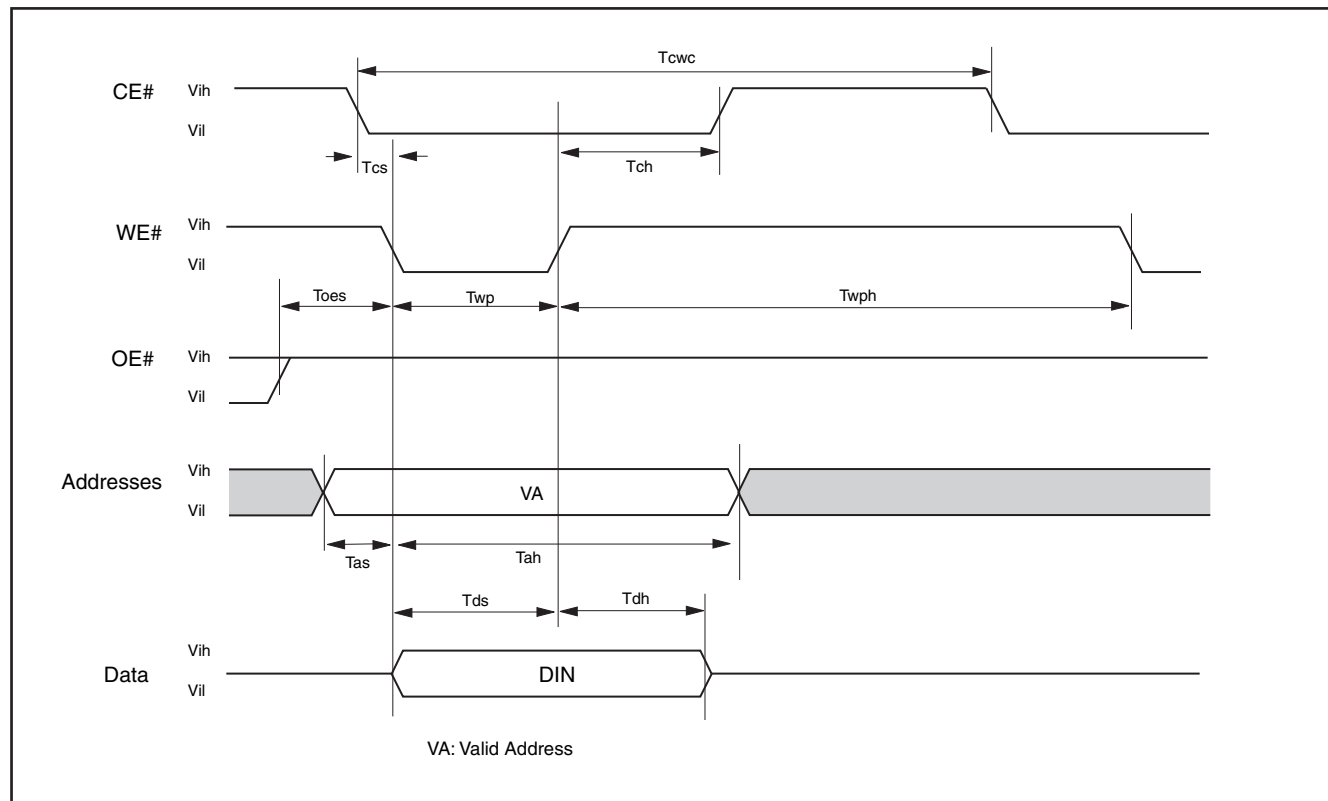 Tcwc
CE#
Vih
Vil
Tcs
Tch
WE#
Vih
Vil
Toes
Twp
Twph
OE#
Vih
Vil
Addresses
Vih
VA
Vil
Tas
Tah
Tds
Tdh
Data
Vih
DIN
Vil
VA: Valid Address